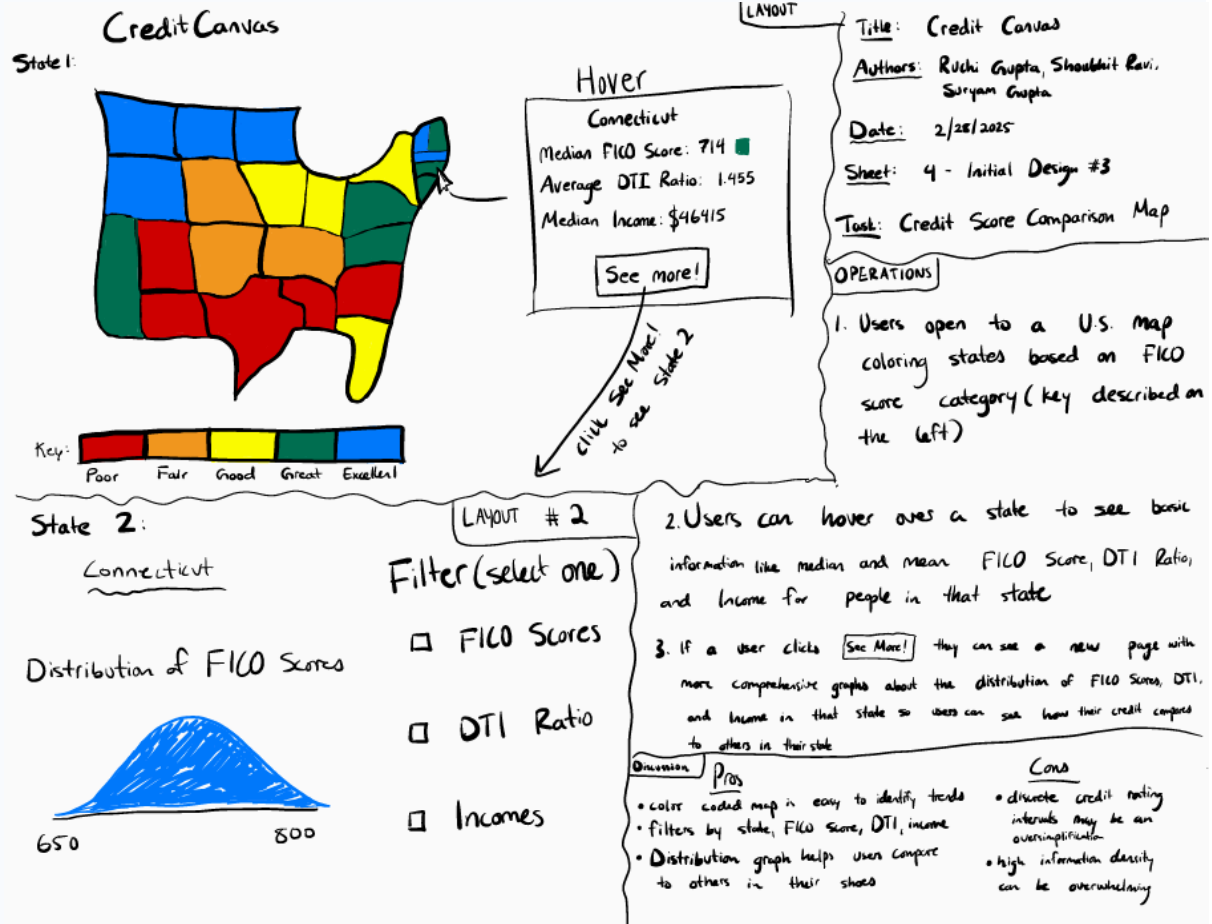 Credit Canvas
State 1:
Hover
Connecticut
Median FICO Score: 714
Average DTI Ratio: 1.455
Median Income: $46415
See more!
click See More!
to see State 2
Key:
Poor Fair Good Great Excellent
LAYOUT
Title: Credit Canvas
Authors: Ruchi Gupta, Shoubhit Ravi,
Suryam Gupta
Date: 2/28/2025
Sheet: 4 - Initial Design #3
Task: Credit Score Comparison Map
OPERATIONS
1. Users open to a U.S. map
coloring states based on FICO
score category (key described on
the left)
2. Users can hover over a state to see basic
information like median and mean FICO Score, DTI Ratio,
and Income for people in that state
3. If a user clicks See More! they can see a new page with
more comprehensive graphs about the distribution of FICO Scores, DTI,
and Income in that state so users can see how their credit compares
to others in their state
State 2:
LAYOUT #2
Connecticut
Distribution of FICO Scores
650 800
Filter (select one)
FICO Scores
DTI Ratio
Incomes
Discussion
Pros
• color coded map is easy to identify trends
• filters by state, FICO score, DTI, income
• Distribution graph helps users compare
to others in their shoes
Cons
• discrete credit rating
intervals may be an
oversimplification
• high information density
can be overwhelming